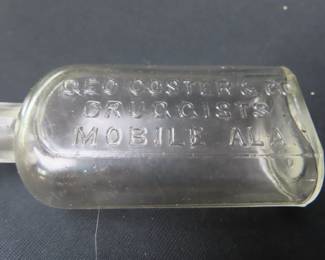 GEO COSTER & CO
DRUGGISTS
MOBILE ALA